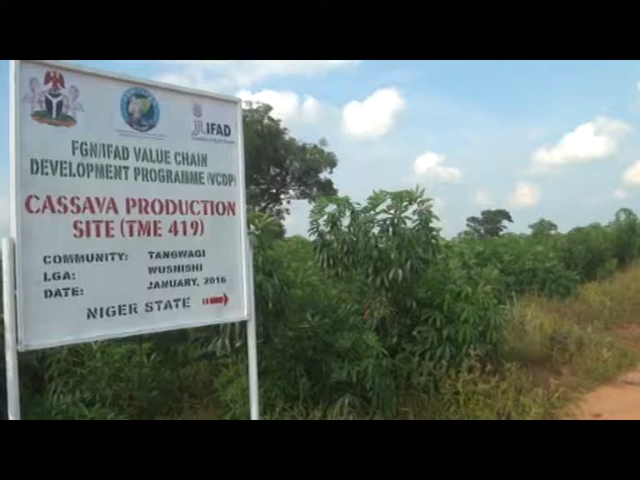 IFAD
FGN/IFAD VALUE CHAIN
DEVELOPMENT PROGRAMME (VCDP)
CASSAVA PRODUCTION
SITE (TME 419)
COMMUNITY: TANGWAGI
LGA: WUSHISHI
DATE: JANUARY, 2016
NIGER STATE